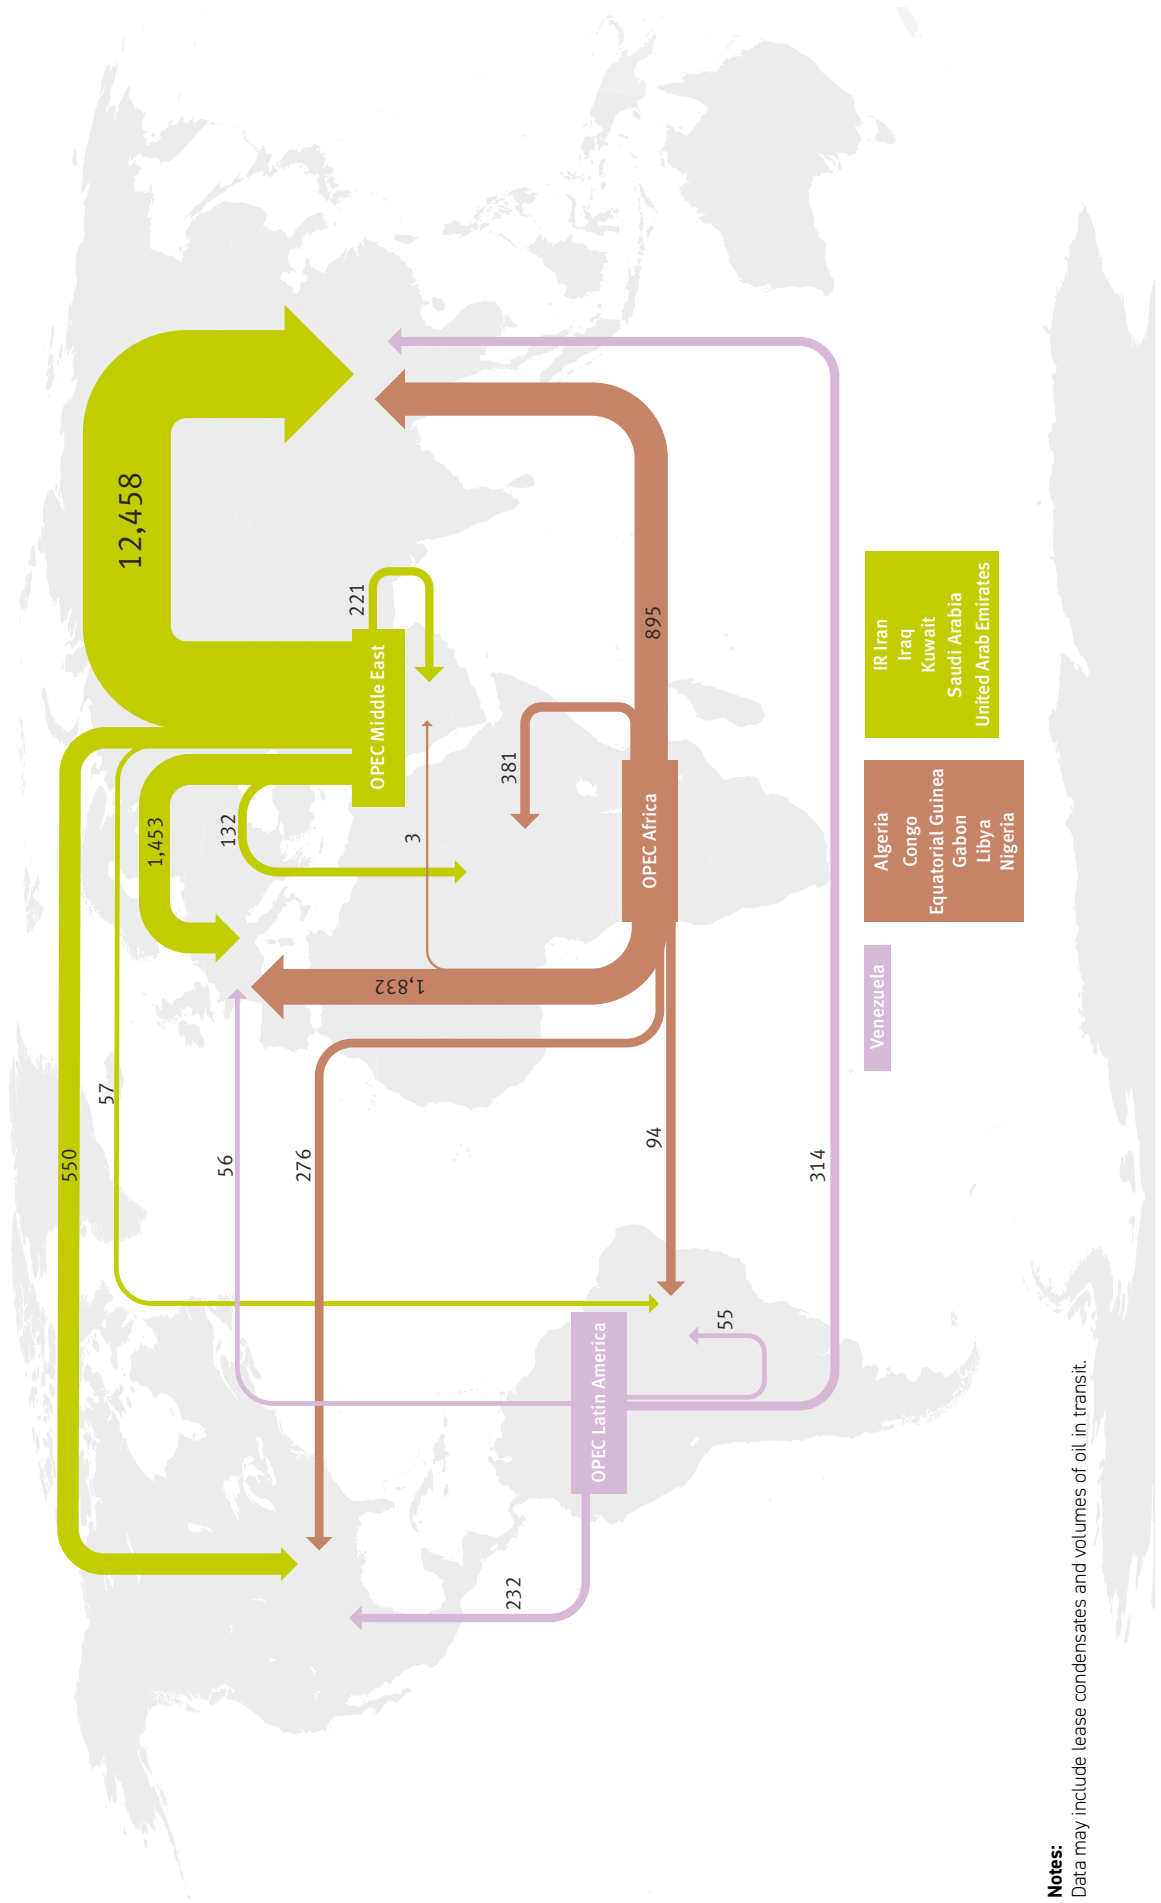 550
57
12,458
1,453
132
221
56
276
3
1,832
381
232
895
94
314
55
OPEC Middle East
OPEC Africa
OPEC Latin America
Venezuela
Algeria
Congo
Equatorial Guinea
Gabon
Libya
Nigeria
IR Iran
Iraq
Kuwait
Saudi Arabia
United Arab Emirates
Notes:
Data may include lease condensates and volumes of oil in transit.